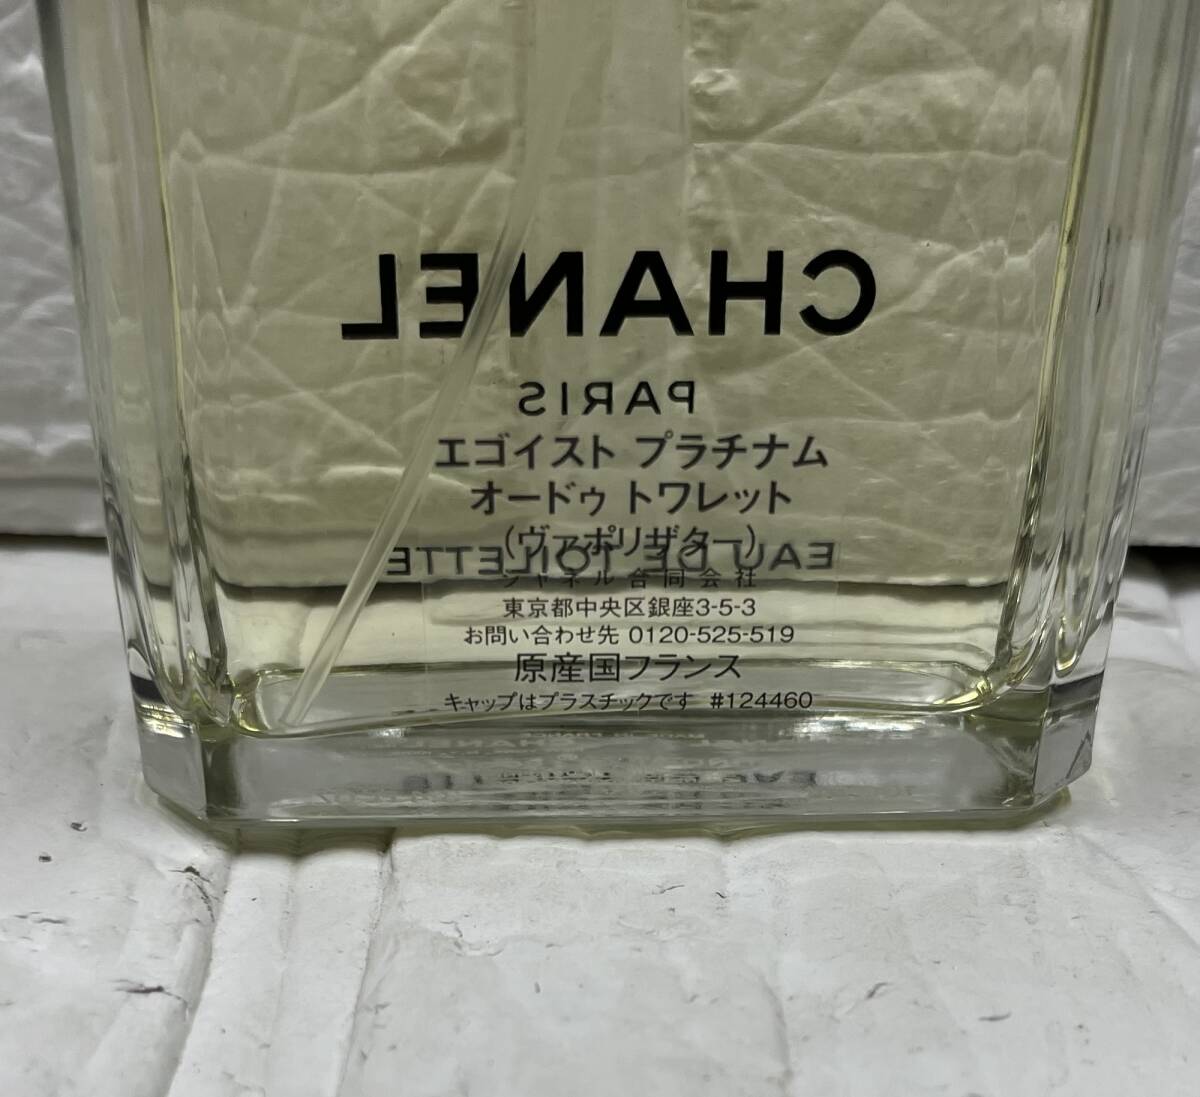 CHANEL
PARIS
エゴイスト プラチナム
オードゥ トワレット
(ヴァポリザター)
EAU DE TOILETTE
シャネル合同会社
東京都中央区銀座3-5-3
お問い合わせ先 0120-525-519
原産国フランス
キャップはプラスチックです #124460